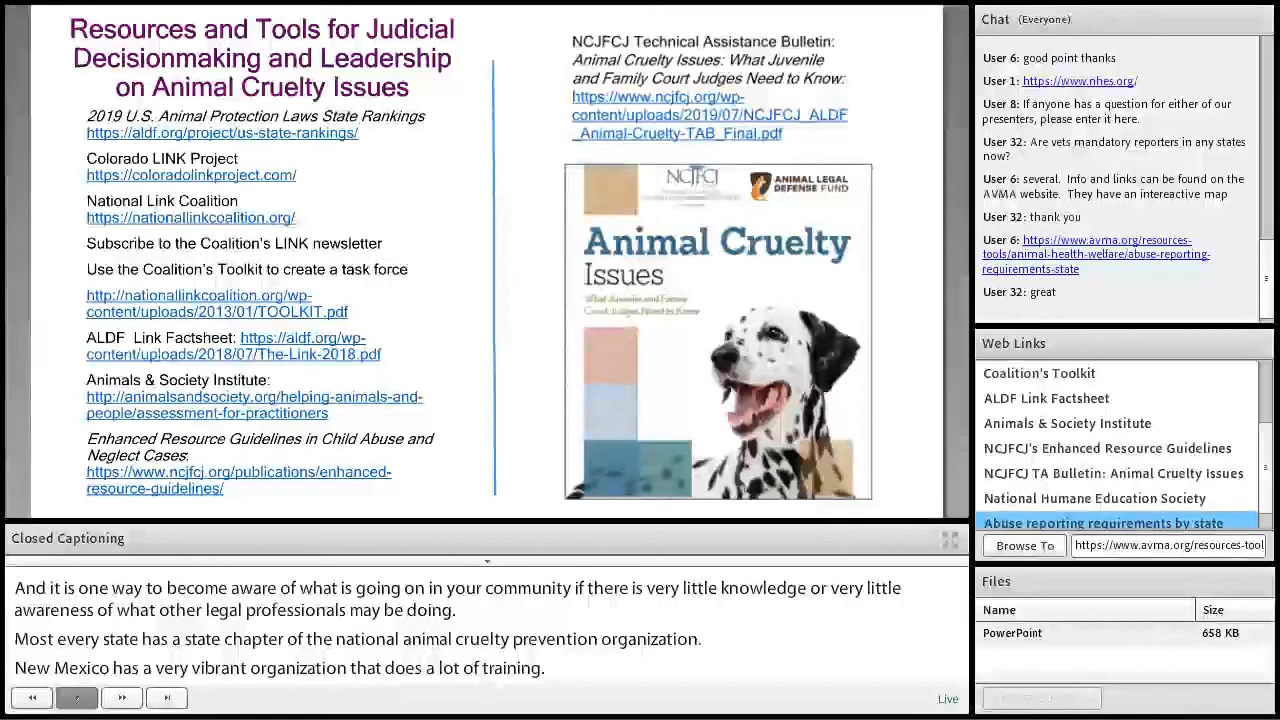 Resources and Tools for Judicial
Decisionmaking and Leadership
on Animal Cruelty Issues
2019 U.S. Animal Protection Laws State Rankings
https://aldf.org/project/us-state-rankings/
Colorado LINK Project
https://coloradolinkproject.com/
National Link Coalition
https://nationallinkcoalition.org/
Subscribe to the Coalition's LINK newsletter
Use the Coalition's Toolkit to create a task force
http://nationallinkcoalition.org/wp-
content/uploads/2013/01/TOOLKIT.pdf
ALDF Link Factsheet: https://aldf.org/wp-
content/uploads/2018/07/The-Link-2018.pdf
Animals & Society Institute:
http://animalsandsociety.org/helping-animals-and-
people/assessment-for-practitioners
Enhanced Resource Guidelines in Child Abuse and
Neglect Cases:
https://www.ncjfcj.org/publications/enhanced-
resource-guidelines/
NCJFCJ Technical Assistance Bulletin:
Animal Cruelty Issues: What Juvenile
and Family Court Judges Need to Know:
https://www.ncjfcj.org/wp-
content/uploads/2019/07/NCJFCJ_ALDF
_Animal-Cruelty-TAB_Final.pdf
NCJFCJ
ANIMAL LEGAL
DEFENSE FUND
Animal Cruelty
Issues
What Juvenile and Family
Court Judges Need to Know
Closed Captioning
And it is one way to become aware of what is going on in your community if there is very little knowledge or very little
awareness of what other legal professionals may be doing.
Most every state has a state chapter of the national animal cruelty prevention organization.
New Mexico has a very vibrant organization that does a lot of training.
Live
Chat (Everyone)
User 6: good point thanks
User 1: https://www.nhes.org/
User 8: If anyone has a question for either of our
presenters, please enter it here.
User 32: Are vets mandatory reporters in any states
now?
User 6: several. Info and links can be found on the
AVMA website. They have an intereactive map
User 32: thank you
User 6: https://www.avma.org/resources-
tools/animal-health-welfare/abuse-reporting-
requirements-state
User 32: great
Web Links
Coalition's Toolkit
ALDF Link Factsheet
Animals & Society Institute
NCJFCJ's Enhanced Resource Guidelines
NCJFCJ TA Bulletin: Animal Cruelty Issues
National Humane Education Society
Abuse reporting requirements by state
Browse To
https://www.avma.org/resources-tool
Files
Name Size
PowerPoint 658 KB